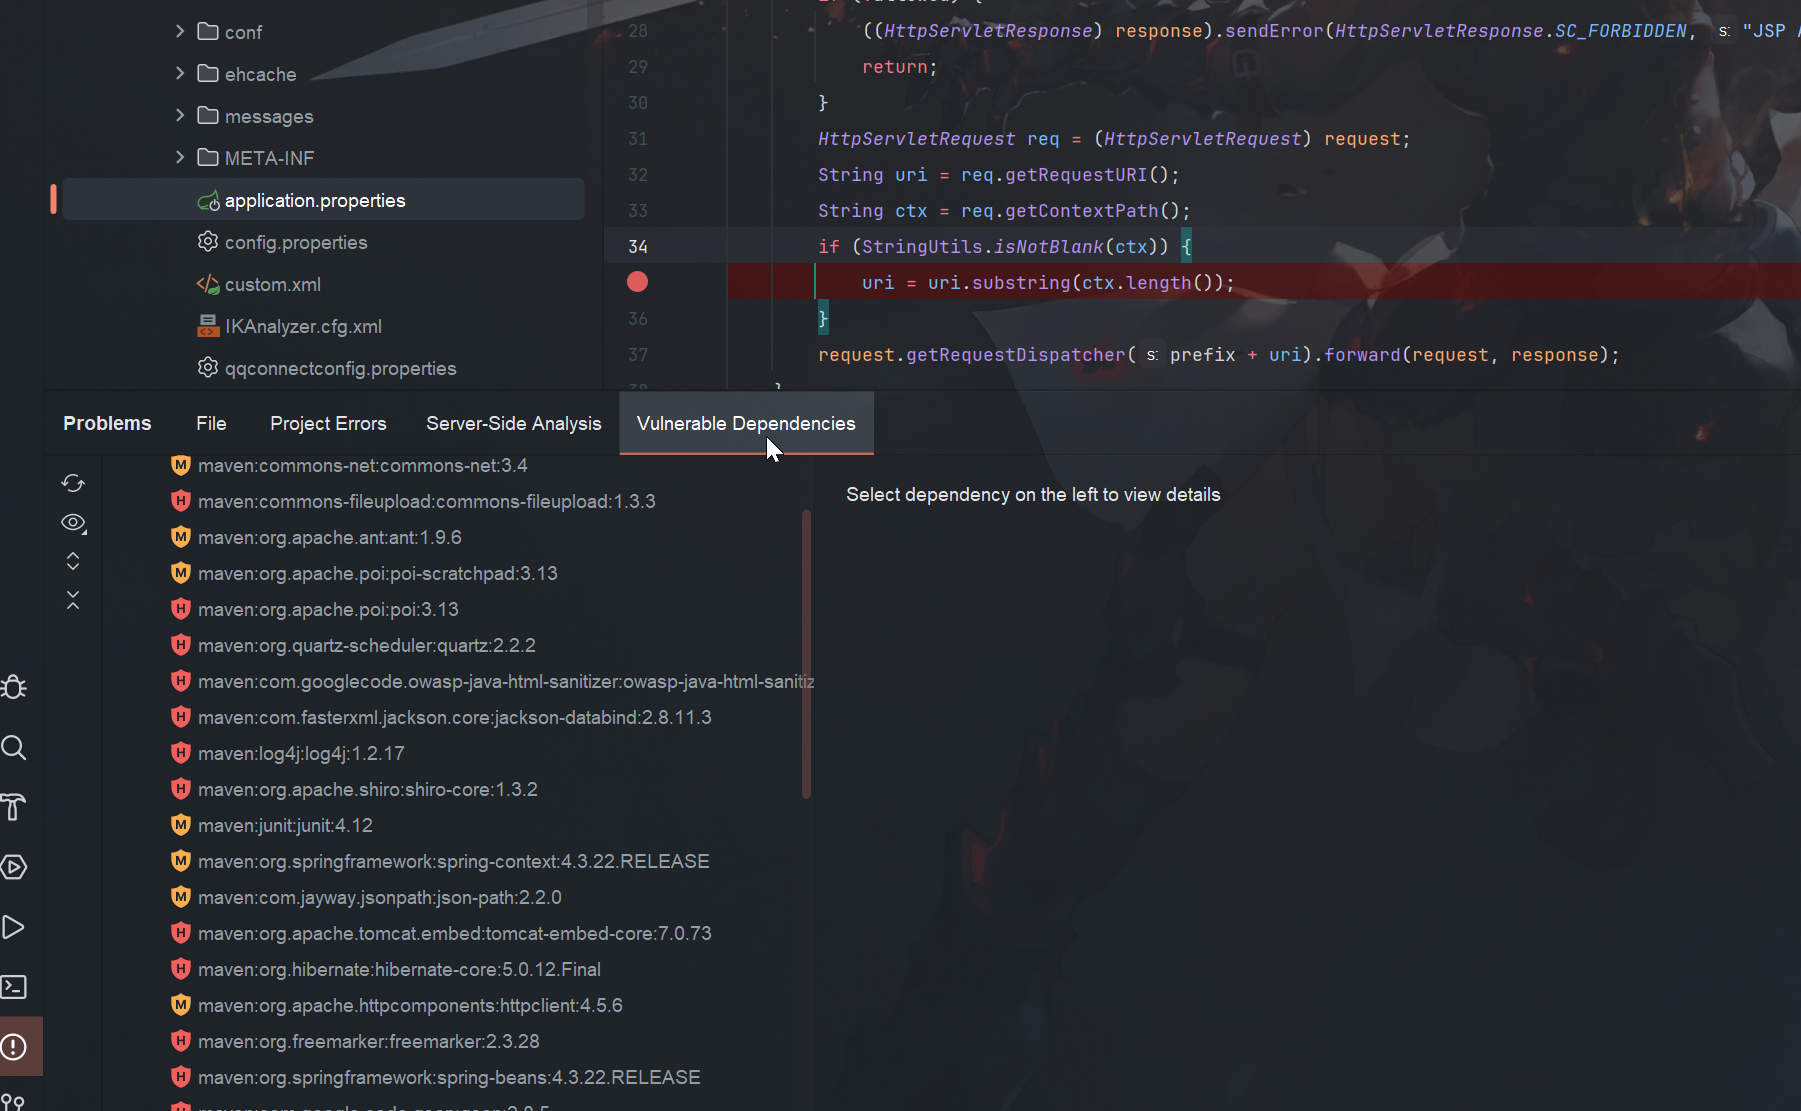 conf
ehcache
messages
META-INF
application.properties
config.properties
custom.xml
IKAnalyzer.cfg.xml
qqconnectconfig.properties
28 ((HttpServletResponse) response).sendError(HttpServletResponse.SC_FORBIDDEN, s: "JSP
29 return;
30 }
31 HttpServletRequest req = (HttpServletRequest) request;
32 String uri = req.getRequestURI();
33 String ctx = req.getContextPath();
34 if (StringUtils.isNotBlank(ctx)) {
uri = uri.substring(ctx.length());
36 }
37 request.getRequestDispatcher( s: prefix + uri).forward(request, response);
Problems File Project Errors Server-Side Analysis Vulnerable Dependencies
M maven:commons-net:commons-net:3.4
H maven:commons-fileupload:commons-fileupload:1.3.3
M maven:org.apache.ant:ant:1.9.6
M maven:org.apache.poi:poi-scratchpad:3.13
H maven:org.apache.poi:poi:3.13
H maven:org.quartz-scheduler:quartz:2.2.2
H maven:com.googlecode.owasp-java-html-sanitizer:owasp-java-html-sanitiz
H maven:com.fasterxml.jackson.core:jackson-databind:2.8.11.3
H maven:log4j:log4j:1.2.17
H maven:org.apache.shiro:shiro-core:1.3.2
M maven:junit:junit:4.12
M maven:org.springframework:spring-context:4.3.22.RELEASE
M maven:com.jayway.jsonpath:json-path:2.2.0
H maven:org.apache.tomcat.embed:tomcat-embed-core:7.0.73
H maven:org.hibernate:hibernate-core:5.0.12.Final
M maven:org.apache.httpcomponents:httpclient:4.5.6
H maven:org.freemarker:freemarker:2.3.28
H maven:org.springframework:spring-beans:4.3.22.RELEASE
Select dependency on the left to view details